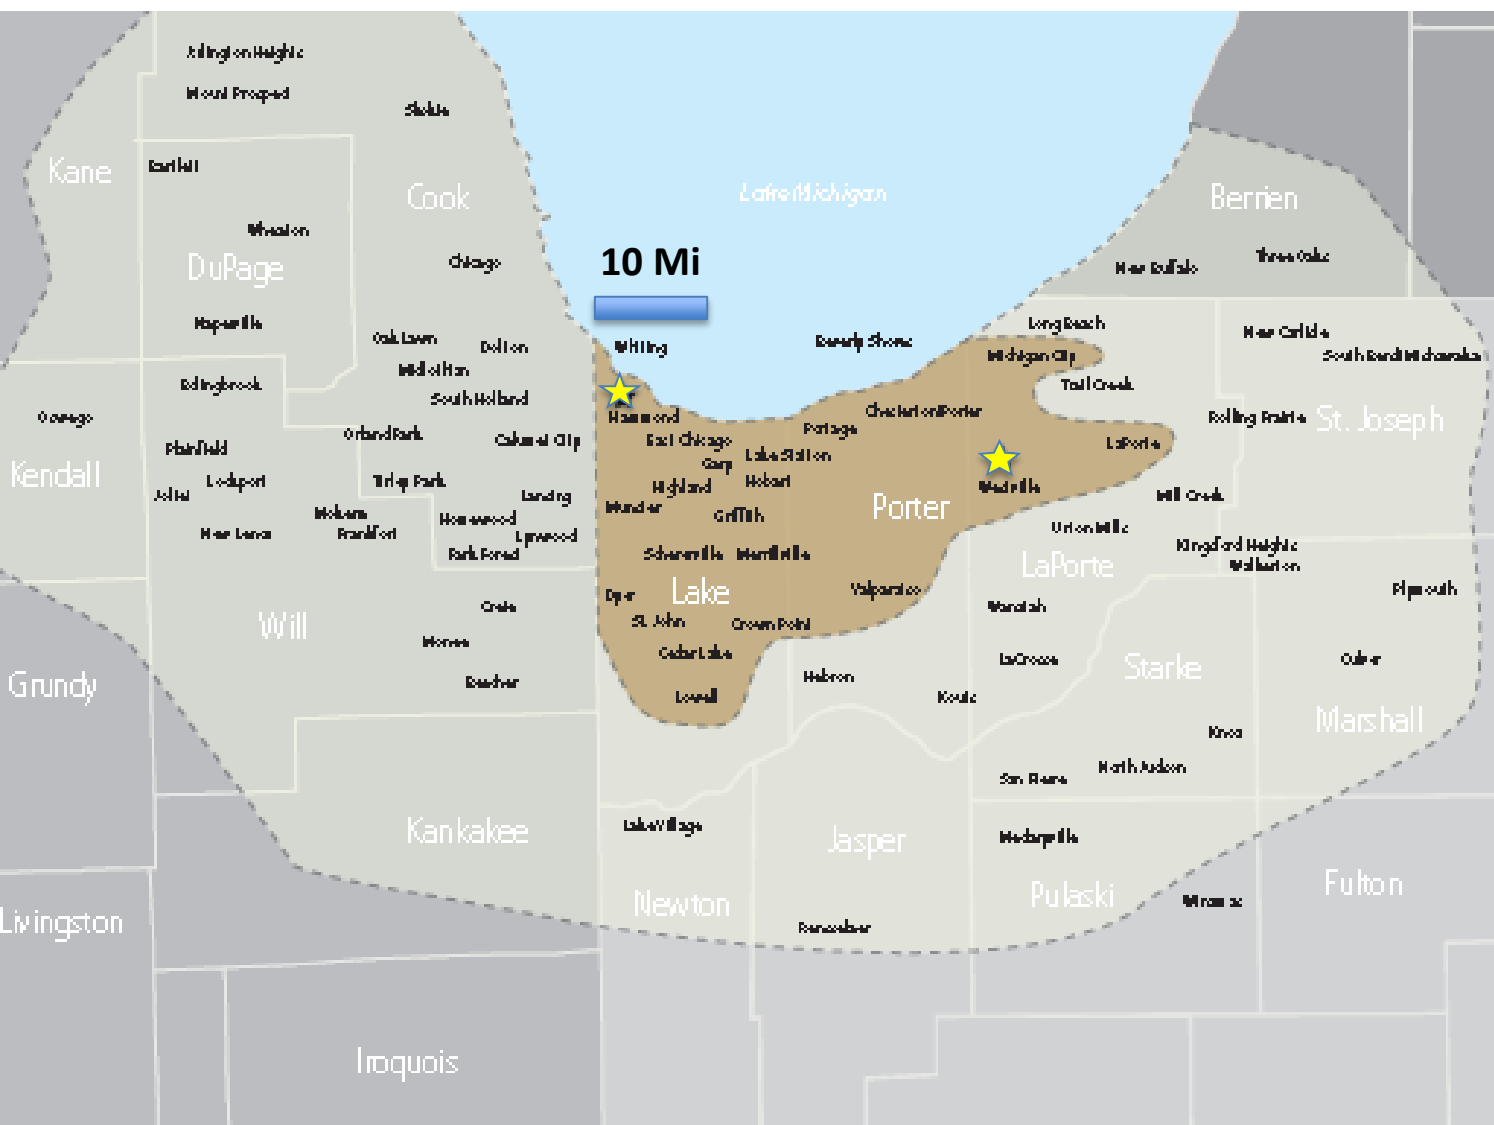 Arlington Heights
Mount Prospect
Skokie
Kane
Bartlett
Cook
Lake Michigan
Berrien
Wheaton
DuPage
Chicago
10 Mi
New Buffalo
Three Oaks
Naperville
Oak Lawn
Dolton
Whiting
Beverly Shores
Long Beach
New Carlisle
Michigan City
South Bend/Mishawaka
Midlothian
Bolingbrook
South Holland
Trail Creek
Oswego
Hammond
Chesterton/Porter
Rolling Prairie
St. Joseph
Orland Park
Calumet City
East Chicago
Portage
LaPorte
Plainfield
Lake Station
Gary
Kendall
Lockport
Tinley Park
Highland
Hobart
Westville
Joliet
Lansing
Munster
Porter
Mill Creek
Mokena
Homewood
Griffith
New Lenox
Frankfort
Lynwood
Union Mills
Park Forest
Schererville
Merrillville
Kingsford Heights
Walkerton
LaPorte
Lake
Dyer
Valparaiso
Plymouth
Crete
Wanatah
Will
St. John
Crown Point
Monee
Cedar Lake
LaCrosse
Starke
Culver
Grundy
Beecher
Lowell
Hebron
Kouts
Marshall
Knox
San Pierre
North Judson
Kankakee
Lake Village
Jasper
Medaryville
Newton
Pulaski
Winamac
Fulton
Livingston
Rensselaer
Iroquois